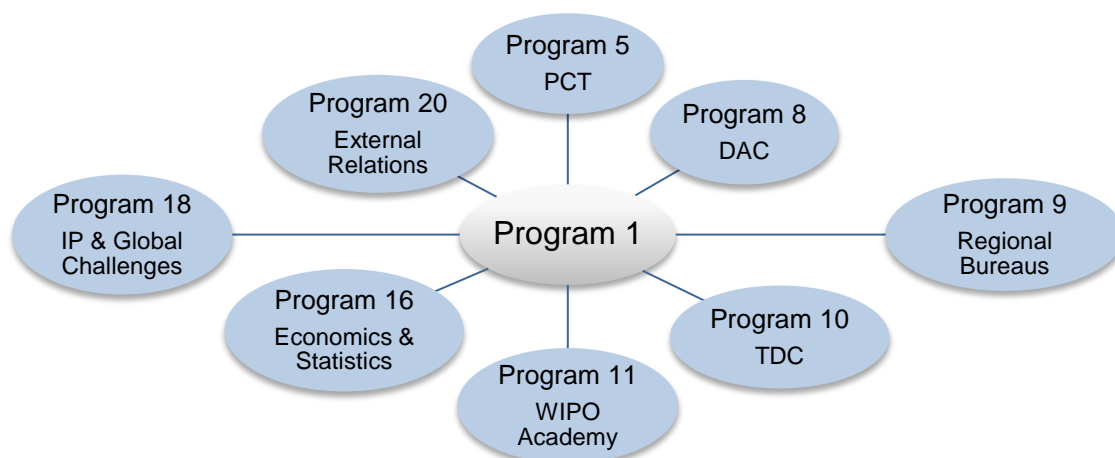 Program 5
PCT
Program 20
External
Relations
Program 8
DAC
Program 18
IP & Global
Challenges
Program 1
Program 9
Regional
Bureaus
Program 16
Economics &
Statistics
Program 10
TDC
Program 11
WIPO
Academy